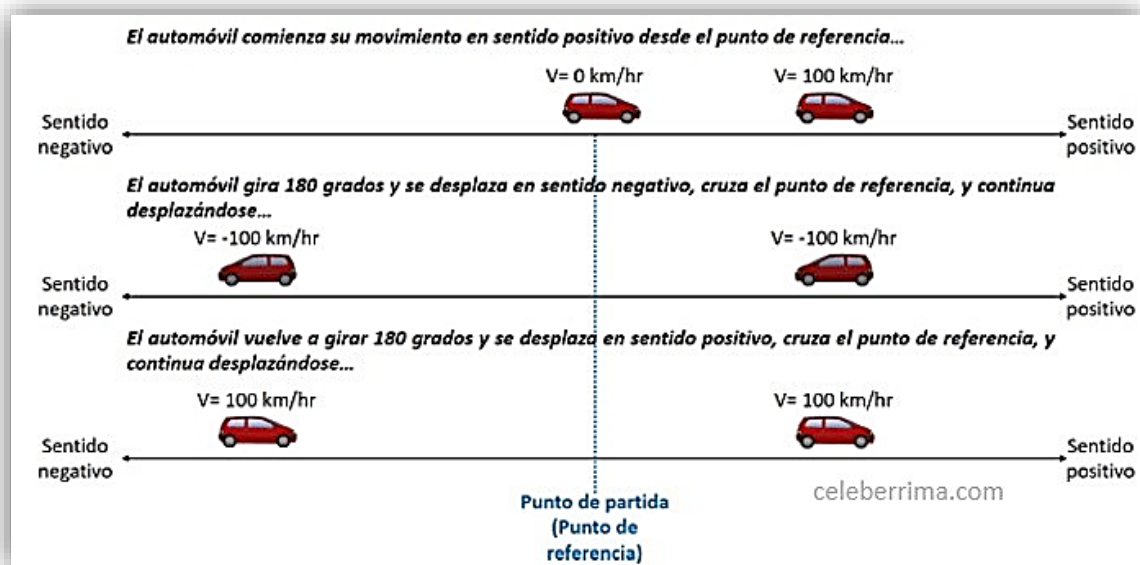 El automóvil comienza su movimiento en sentido positivo desde el punto de referencia...
V= 0 km/hr
V= 100 km/hr
Sentido
negativo
Sentido
positivo
El automóvil gira 180 grados y se desplaza en sentido negativo, cruza el punto de referencia, y continua
desplazándose...
V= -100 km/hr
V= -100 km/hr
Sentido
negativo
Sentido
positivo
El automóvil vuelve a girar 180 grados y se desplaza en sentido positivo, cruza el punto de referencia, y
continua desplazándose...
V= 100 km/hr
V= 100 km/hr
Sentido
negativo
Sentido
positivo
celeberrima.com
Punto de partida
(Punto de
referencia)